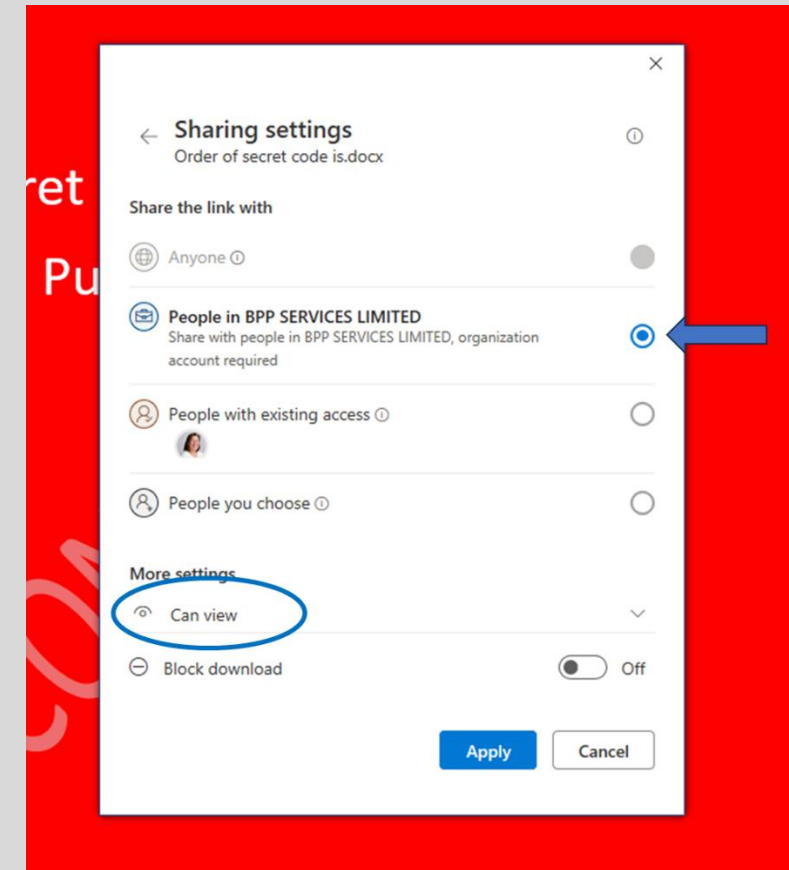 Sharing settings
Order of secret code is.docx
ret
Share the link with
Anyone
Pu
People in BPP SERVICES LIMITED
Share with people in BPP SERVICES LIMITED, organization
account required
People with existing access
People you choose
More settings
Can view
Block download Off
Apply Cancel